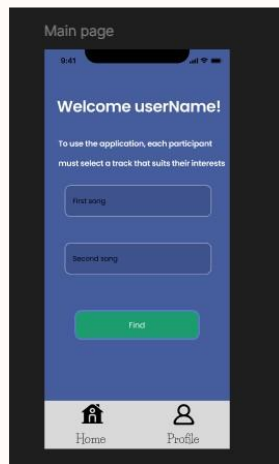 Main page
9:41
Welcome userName!
To use the application, each participant
must select a track that suits their interests
First song
Second song
Find
Home
Profile